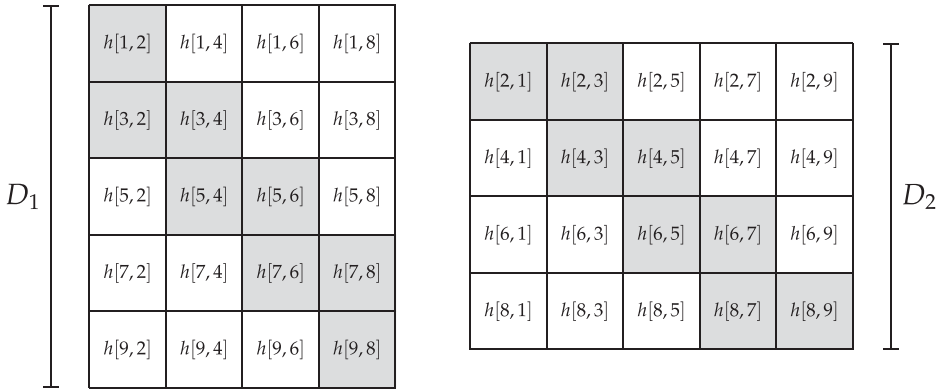 D₁
h[1, 2] h[1, 4] h[1, 6] h[1, 8]
h[3, 2] h[3, 4] h[3, 6] h[3, 8]
h[5, 2] h[5, 4] h[5, 6] h[5, 8]
h[7, 2] h[7, 4] h[7, 6] h[7, 8]
h[9, 2] h[9, 4] h[9, 6] h[9, 8]
h[2, 1] h[2, 3] h[2, 5] h[2, 7] h[2, 9]
h[4, 1] h[4, 3] h[4, 5] h[4, 7] h[4, 9]
h[6, 1] h[6, 3] h[6, 5] h[6, 7] h[6, 9]
h[8, 1] h[8, 3] h[8, 5] h[8, 7] h[8, 9]
D₂